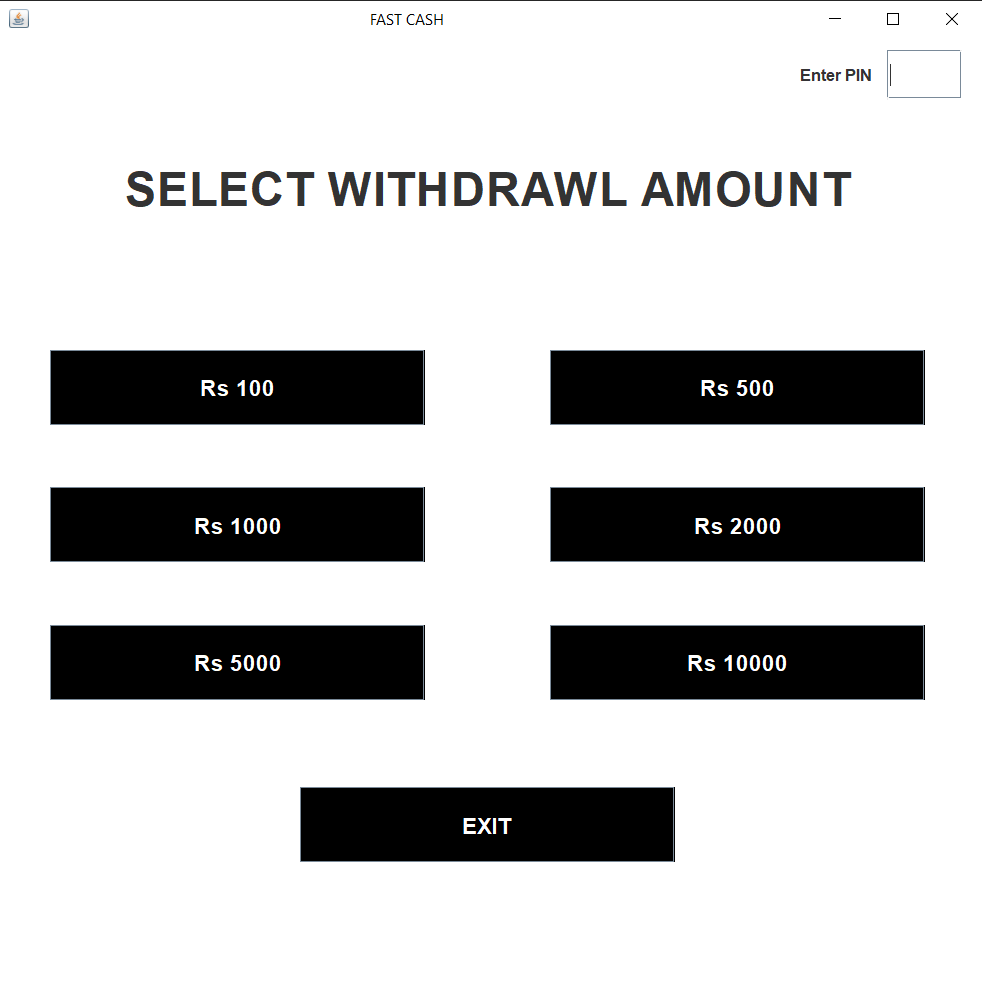 FAST CASH
Enter PIN
SELECT WITHDRAWL AMOUNT
Rs 100
Rs 500
Rs 1000
Rs 2000
Rs 5000
Rs 10000
EXIT